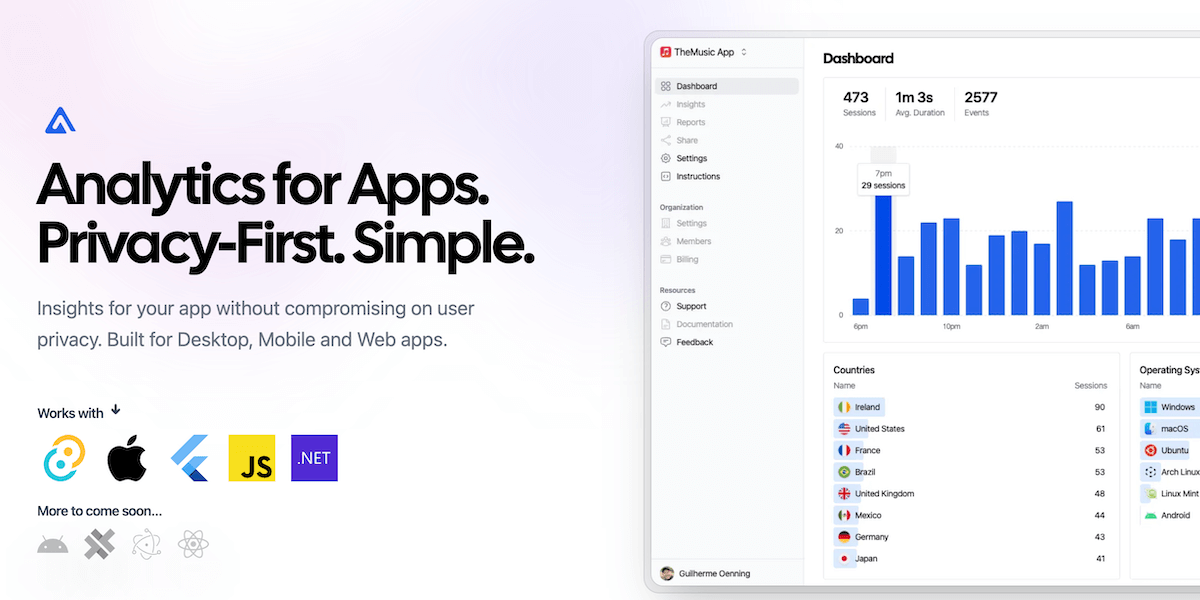 Analytics for Apps.
Privacy-First. Simple.
Insights for your app without compromising on user
privacy. Built for Desktop, Mobile and Web apps.
Works with
JS
.NET
More to come soon...
TheMusic App
Dashboard
Insights
Reports
Share
Settings
Instructions
Organization
Settings
Members
Billing
Resources
Support
Documentation
Feedback
Guilherme Oenning
Dashboard
473 1m 3s 2577
Sessions Avg. Duration Events
40
7pm
29 sessions
20
0
6pm 10pm 2am 6am
Countries
Name Sessions
Ireland 90
United States 61
France 53
Brazil 53
United Kingdom 48
Mexico 44
Germany 43
Japan 41
Operating Sys
Name
Windows
macOS
Ubuntu
Arch Linux
Linux Mint
Android